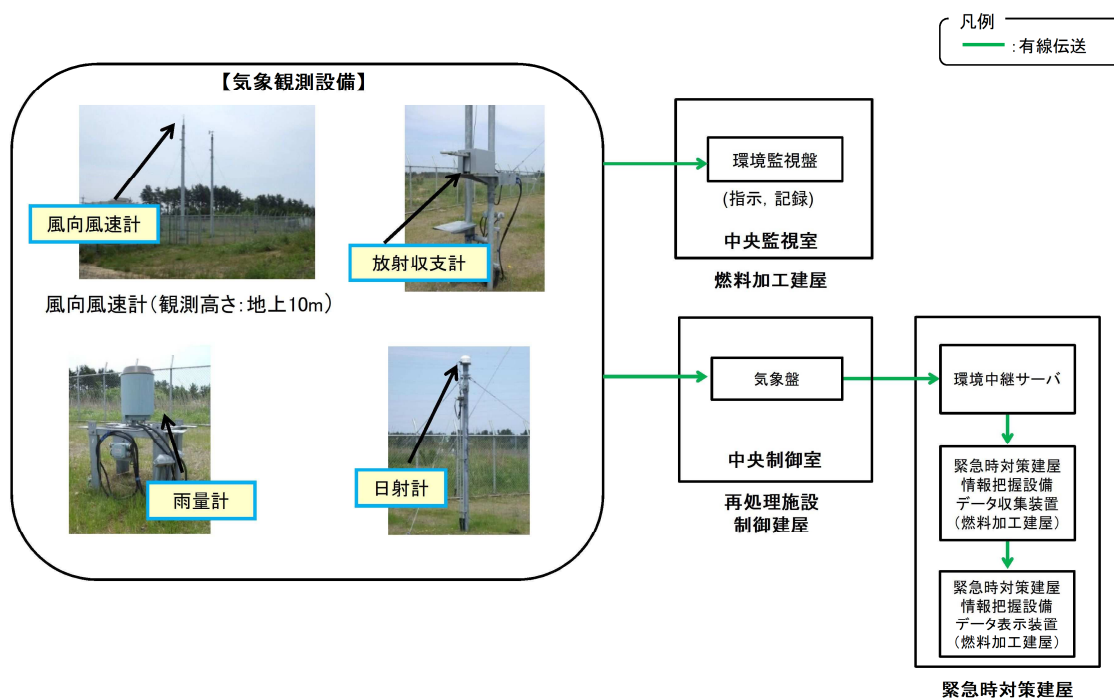 凡例
:有線伝送
【気象観測設備】
風向風速計
放射収支計
風向風速計(観測高さ:地上10m)
雨量計
日射計
環境監視盤
(指示, 記録)
中央監視室
燃料加工建屋
気象盤
中央制御室
再処理施設
制御建屋
環境中継サーバ
緊急時対策建屋
情報把握設備
データ収集装置
(燃料加工建屋)
緊急時対策建屋
情報把握設備
データ表示装置
(燃料加工建屋)
緊急時対策建屋